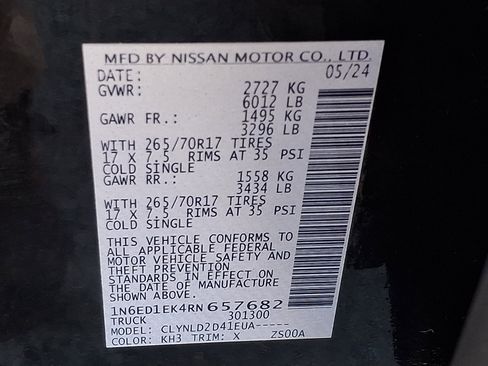 MFD BY NISSAN MOTOR CO., LTD.
DATE: 05/24
GVWR: 2727 KG
6012 LB
GAWR FR.: 1495 KG
3296 LB
WITH 265/70R17 TIRES
17 X 7.5 RIMS AT 35 PSI
COLD SINGLE
GAWR RR.: 1558 KG
3434 LB
WITH 265/70R17 TIRES
17 X 7.5 RIMS AT 35 PSI
COLD SINGLE
THIS VEHICLE CONFORMS TO
ALL APPLICABLE FEDERAL
MOTOR VEHICLE SAFETY AND
THEFT PREVENTION
STANDARDS IN EFFECT ON
THE DATE OF MANUFACTURE
SHOWN ABOVE.
1N6ED1EK4RN657682
TRUCK 301300
MODEL: CLYNLD2D41EUA-----
COLOR: KH3 TRIM: X ZS00A